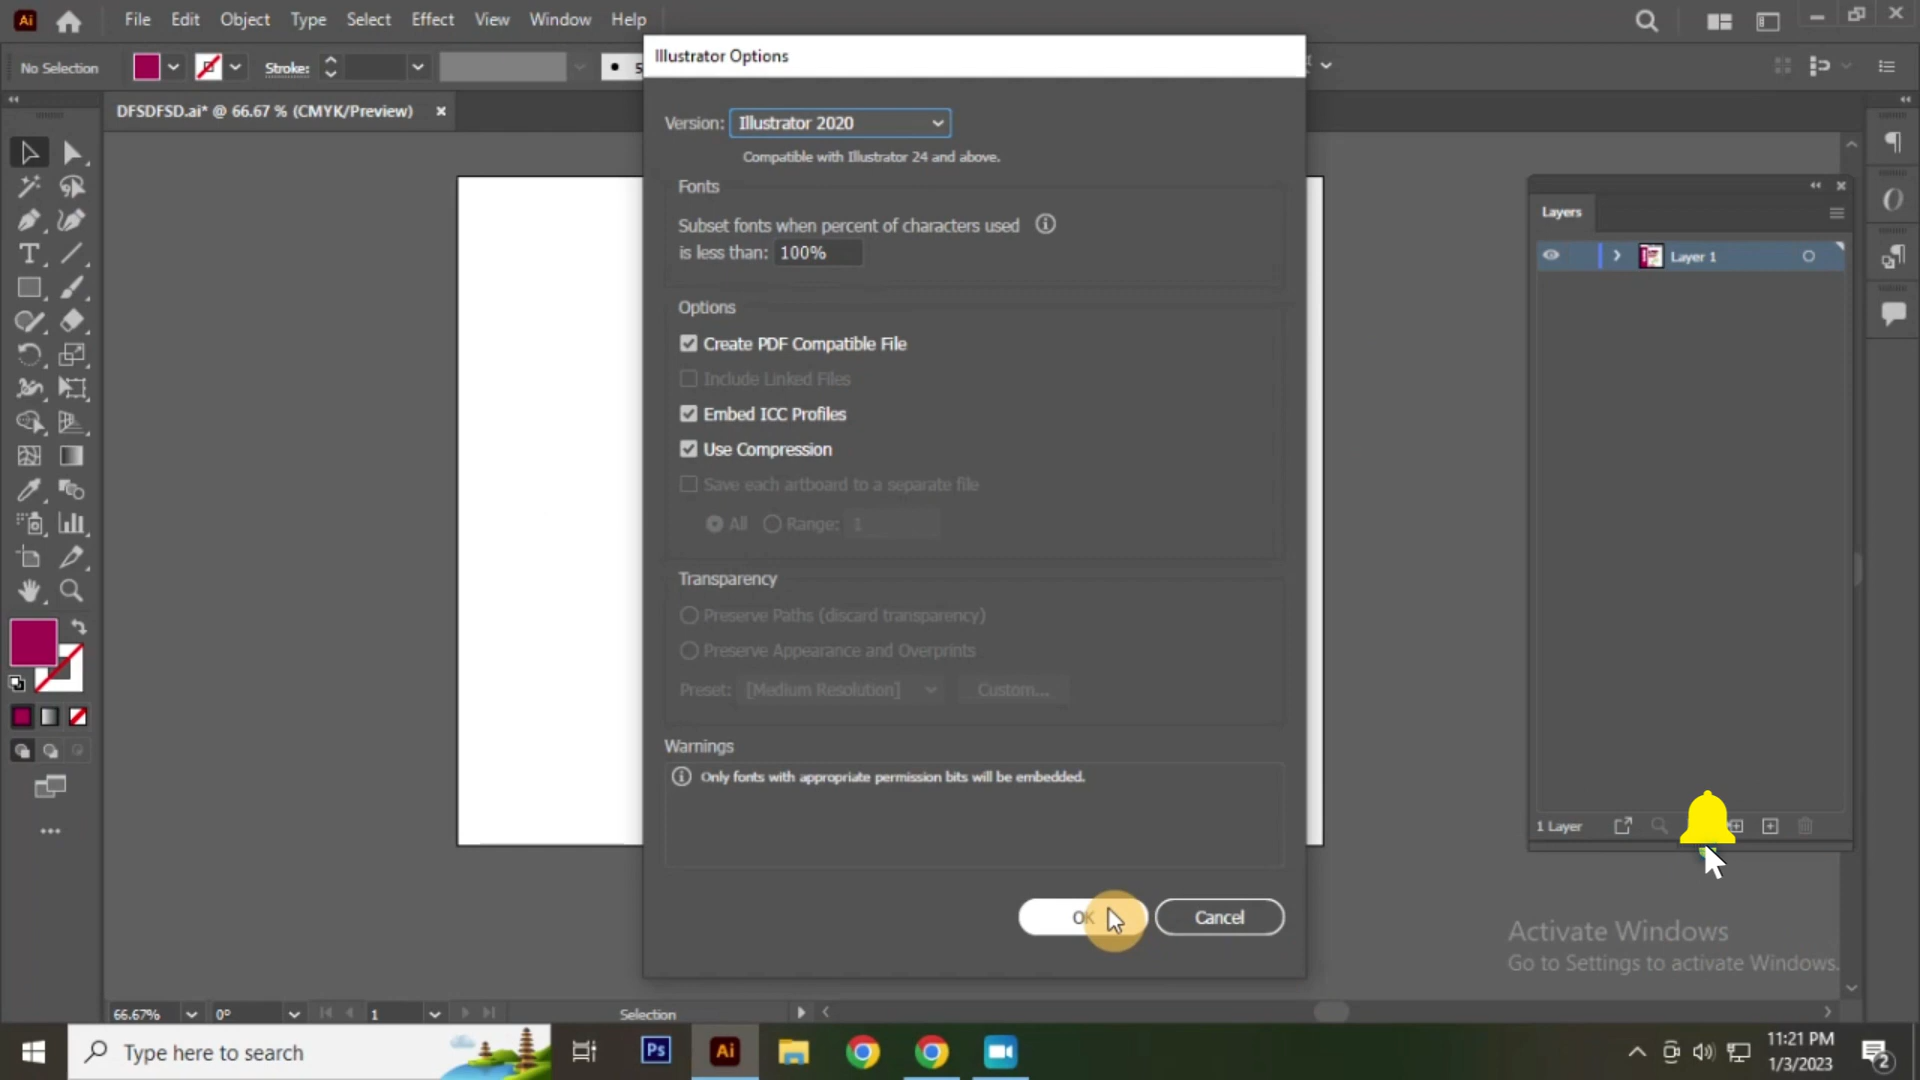 Ai
File Edit Object Type Select Effect View Window Help
No Selection
Stroke:
5
DFSDFSD.ai* @ 66.67 % (CMYK/Preview)
Illustrator Options
Version: Illustrator 2020
Compatible with Illustrator 24 and above.
Fonts
Subset fonts when percent of characters used
is less than: 100%
Options
Create PDF Compatible File
Include Linked Files
Embed ICC Profiles
Use Compression
Save each artboard to a separate file
All Range: 1
Transparency
Preserve Paths (discard transparency)
Preserve Appearance and Overprints
Preset: [Medium Resolution] Custom...
Warnings
Only fonts with appropriate permission bits will be embedded.
OK Cancel
Layers
Layer 1
1 Layer
Activate Windows
Go to Settings to activate Windows.
66.67% 0° 1 Selection
Type here to search
Ps
Ai
11:21 PM
1/3/2023
2